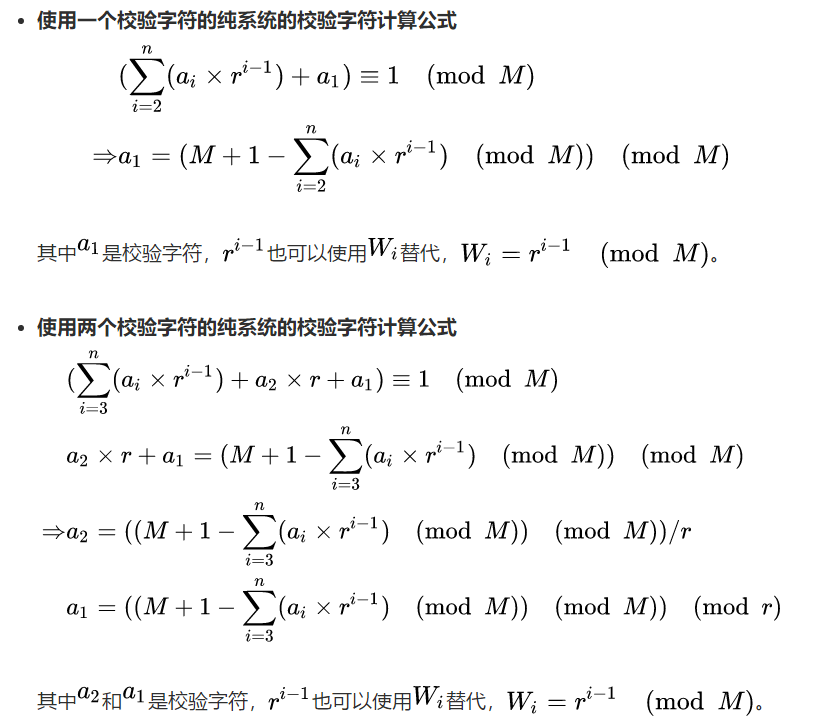 • 使用一个校验字符的纯系统的校验字符计算公式
$(\sum_{i=2}^{n}(a_i \times r^{i-1}) + a_1) \equiv 1 \pmod{M}$
$\Rightarrow a_1 = (M + 1 - \sum_{i=2}^{n}(a_i \times r^{i-1}) \pmod{M}) \pmod{M}$
其中$a_1$是校验字符，$r^{i-1}$也可以使用$W_i$替代，$W_i = r^{i-1} \pmod{M}$。
• 使用两个校验字符的纯系统的校验字符计算公式
$(\sum_{i=3}^{n}(a_i \times r^{i-1}) + a_2 \times r + a_1) \equiv 1 \pmod{M}$
$a_2 \times r + a_1 = (M + 1 - \sum_{i=3}^{n}(a_i \times r^{i-1}) \pmod{M}) \pmod{M}$
$\Rightarrow a_2 = ((M + 1 - \sum_{i=3}^{n}(a_i \times r^{i-1}) \pmod{M}) \pmod{M})/r$
$a_1 = ((M + 1 - \sum_{i=3}^{n}(a_i \times r^{i-1}) \pmod{M}) \pmod{M}) \pmod{r}$
其中$a_2$和$a_1$是校验字符，$r^{i-1}$也可以使用$W_i$替代，$W_i = r^{i-1} \pmod{M}$。